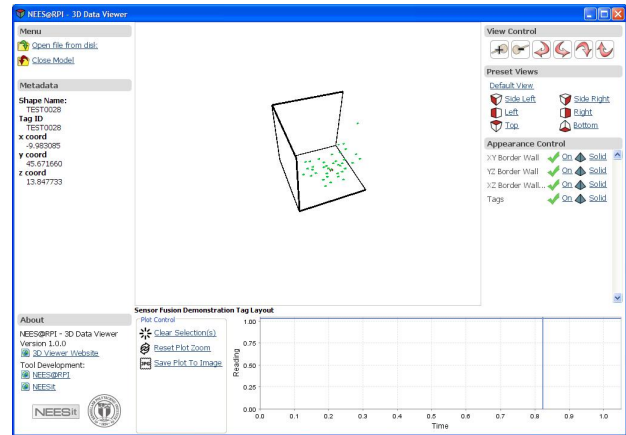 NEES@RPI - 3D Data Viewer
Menu
Open file from disk:
Close Model
Metadata
Shape Name:
TEST0028
Tag ID
TEST0028
x coord
-9.983085
y coord
45.671660
z coord
13.847733
View Control
Preset Views
Default View
Side Left
Side Right
Left
Right
Top
Bottom
Appearance Control
XY Border Wall On Solid
YZ Border Wall On Solid
XZ Border Wall... On Solid
Tags On Solid
About
NEES@RPI - 3D Data Viewer
Version 1.0.0
3D Viewer Website
Tool Development:
NEES@RPI
NEESit
NEESit
Sensor Fusion Demonstration Tag Layout
Plot Control
Clear Selection(s)
Reset Plot Zoom
JPG Save Plot To Image
Reading
1.00
0.75
0.50
0.25
0.00
0.0 0.1 0.2 0.3 0.4 0.5 0.6 0.7 0.8 0.9 1.0
Time